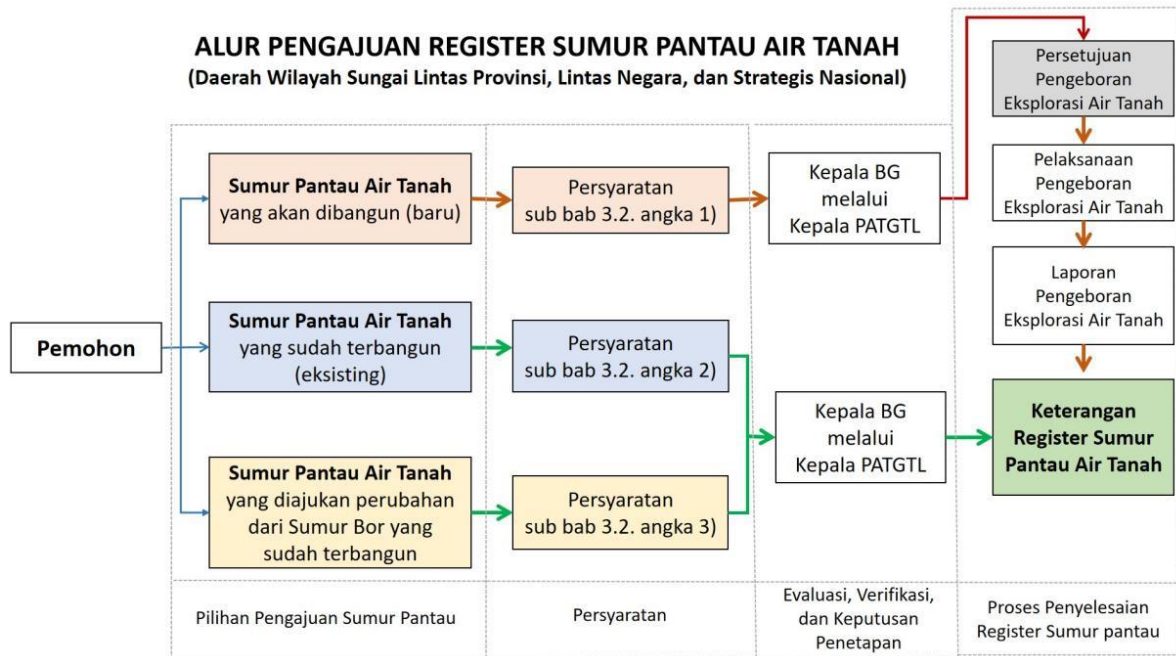 ALUR PENGAJUAN REGISTER SUMUR PANTAU AIR TANAH
(Daerah Wilayah Sungai Lintas Provinsi, Lintas Negara, dan Strategis Nasional)
Pemohon
Sumur Pantau Air Tanah
yang akan dibangun (baru)
Persyaratan
sub bab 3.2. angka 1)
Kepala BG
melalui
Kepala PATGTL
Persetujuan
Pengeboran
Eksplorasi Air Tanah
Pelaksanaan
Pengeboran
Eksplorasi Air Tanah
Laporan
Pengeboran
Eksplorasi Air Tanah
Sumur Pantau Air Tanah
yang sudah terbangun
(eksisting)
Persyaratan
sub bab 3.2. angka 2)
Sumur Pantau Air Tanah
yang diajukan perubahan
dari Sumur Bor yang
sudah terbangun
Persyaratan
sub bab 3.2. angka 3)
Kepala BG
melalui
Kepala PATGTL
Keterangan
Register Sumur
Pantau Air Tanah
Pilihan Pengajuan Sumur Pantau
Persyaratan
Evaluasi, Verifikasi,
dan Keputusan
Penetapan
Proses Penyelesaian
Register Sumur pantau